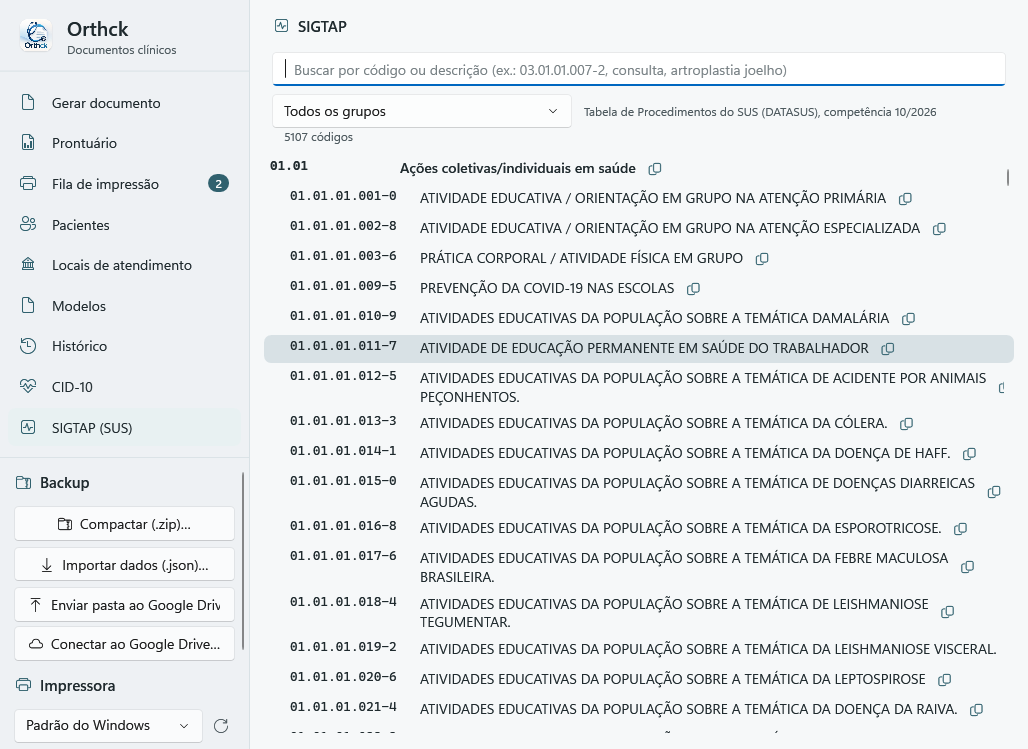 Orthck
Documentos clínicos
Orthck
Gerar documento
Prontuário
Fila de impressão 2
Pacientes
Locais de atendimento
Modelos
Histórico
CID-10
SIGTAP (SUS)
Backup
Compactar (.zip)...
Importar dados (.json)...
Enviar pasta ao Google Driv
Conectar ao Google Drive...
Impressora
Padrão do Windows
SIGTAP
Buscar por código ou descrição (ex.: 03.01.01.007-2, consulta, artroplastia joelho)
Todos os grupos
Tabela de Procedimentos do SUS (DATASUS), competência 10/2026
5107 códigos
01.01 Ações coletivas/individuais em saúde
01.01.01.001-0 ATIVIDADE EDUCATIVA / ORIENTAÇÃO EM GRUPO NA ATENÇÃO PRIMÁRIA
01.01.01.002-8 ATIVIDADE EDUCATIVA / ORIENTAÇÃO EM GRUPO NA ATENÇÃO ESPECIALIZADA
01.01.01.003-6 PRÁTICA CORPORAL / ATIVIDADE FÍSICA EM GRUPO
01.01.01.009-5 PREVENÇÃO DA COVID-19 NAS ESCOLAS
01.01.01.010-9 ATIVIDADES EDUCATIVAS DA POPULAÇÃO SOBRE A TEMÁTICA DAMALÁRIA
01.01.01.011-7 ATIVIDADE DE EDUCAÇÃO PERMANENTE EM SAÚDE DO TRABALHADOR
01.01.01.012-5 ATIVIDADES EDUCATIVAS DA POPULAÇÃO SOBRE A TEMÁTICA DE ACIDENTE POR ANIMAIS
PEÇONHENTOS.
01.01.01.013-3 ATIVIDADES EDUCATIVAS DA POPULAÇÃO SOBRE A TEMÁTICA DA CÓLERA.
01.01.01.014-1 ATIVIDADES EDUCATIVAS DA POPULAÇÃO SOBRE A TEMÁTICA DA DOENÇA DE HAFF.
01.01.01.015-0 ATIVIDADES EDUCATIVAS DA POPULAÇÃO SOBRE A TEMÁTICA DE DOENÇAS DIARREICAS
AGUDAS.
01.01.01.016-8 ATIVIDADES EDUCATIVAS DA POPULAÇÃO SOBRE A TEMÁTICA DA ESPOROTRICOSE.
01.01.01.017-6 ATIVIDADES EDUCATIVAS DA POPULAÇÃO SOBRE A TEMÁTICA DA FEBRE MACULOSA
BRASILEIRA.
01.01.01.018-4 ATIVIDADES EDUCATIVAS DA POPULAÇÃO SOBRE A TEMÁTICA DE LEISHMANIOSE
TEGUMENTAR.
01.01.01.019-2 ATIVIDADES EDUCATIVAS DA POPULAÇÃO SOBRE A TEMÁTICA DA LEISHMANIOSE VISCERAL.
01.01.01.020-6 ATIVIDADES EDUCATIVAS DA POPULAÇÃO SOBRE A TEMÁTICA DA LEPTOSPIROSE
01.01.01.021-4 ATIVIDADES EDUCATIVAS DA POPULAÇÃO SOBRE A TEMÁTICA DA DOENÇA DA RAIVA.